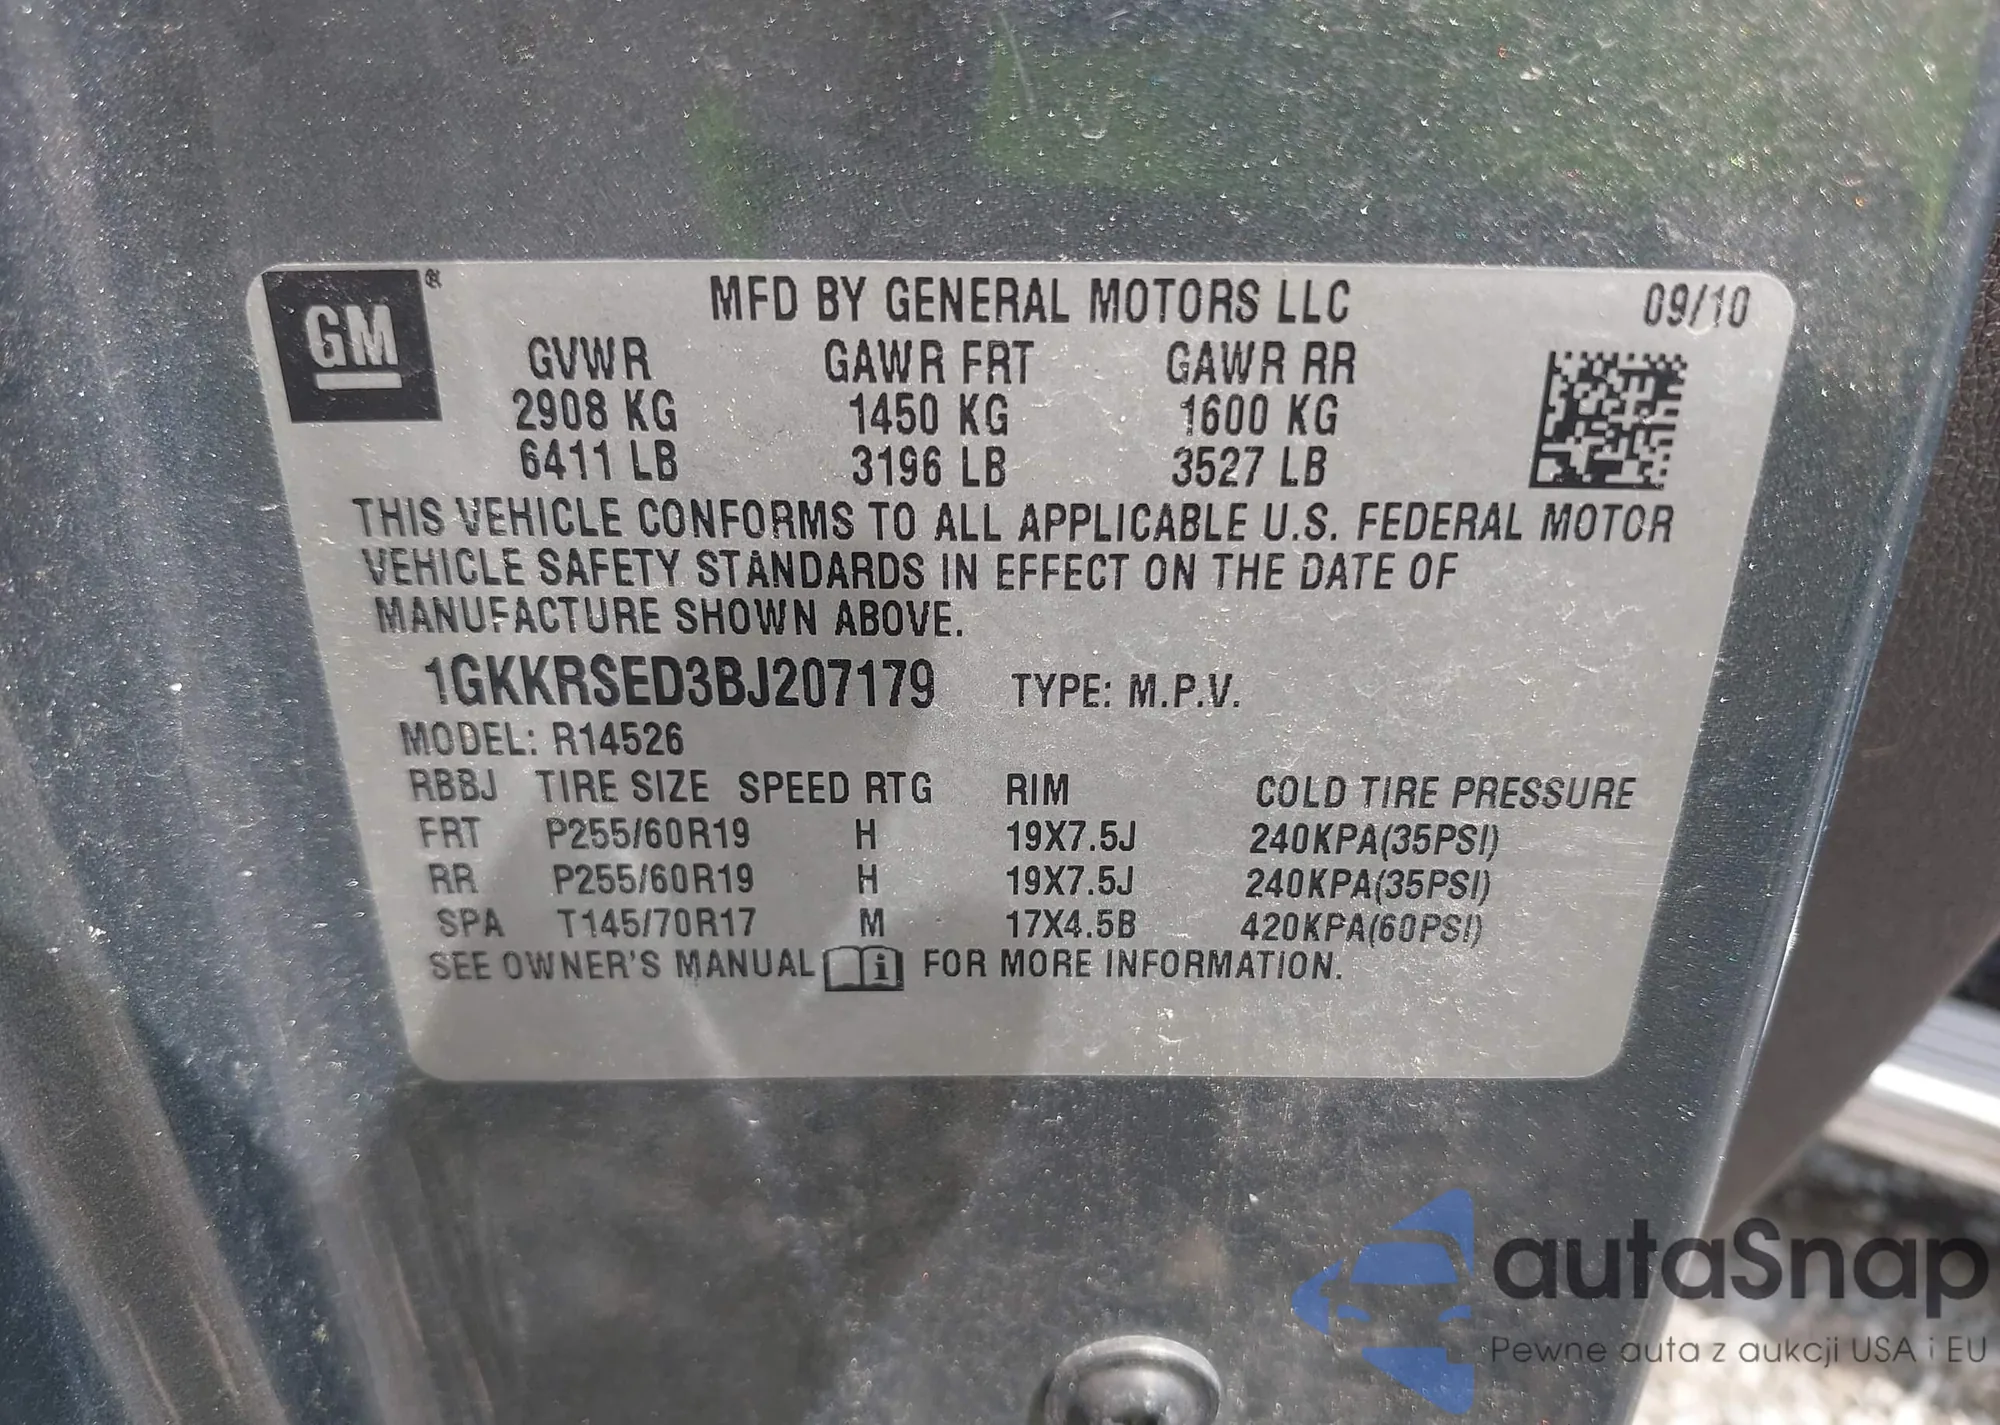 GM®
MFD BY GENERAL MOTORS LLC 09/10
GVWR GAWR FRT GAWR RR
2908 KG 1450 KG 1600 KG
6411 LB 3196 LB 3527 LB
THIS VEHICLE CONFORMS TO ALL APPLICABLE U.S. FEDERAL MOTOR
VEHICLE SAFETY STANDARDS IN EFFECT ON THE DATE OF
MANUFACTURE SHOWN ABOVE.
1GKKRSED3BJ207179 TYPE: M.P.V.
MODEL: R14526
RBBJ TIRE SIZE SPEED RTG RIM COLD TIRE PRESSURE
FRT P255/60R19 H 19X7.5J 240KPA(35PSI)
RR P255/60R19 H 19X7.5J 240KPA(35PSI)
SPA T145/70R17 M 17X4.5B 420KPA(60PSI)
SEE OWNER'S MANUAL i FOR MORE INFORMATION.
autaSnap
Pewne auta z aukcji USA i EU